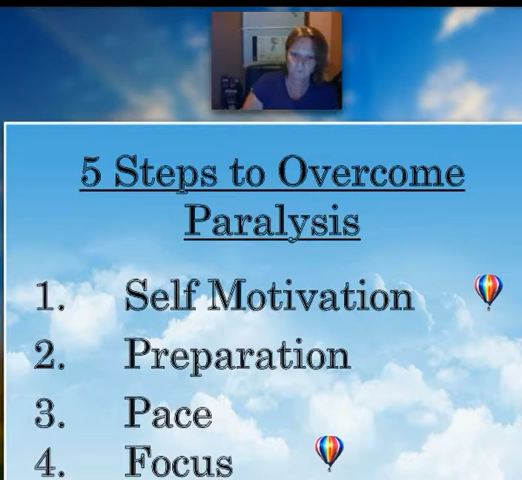 5 Steps to Overcome
Paralysis
1. Self Motivation
2. Preparation
3. Pace
4. Focus